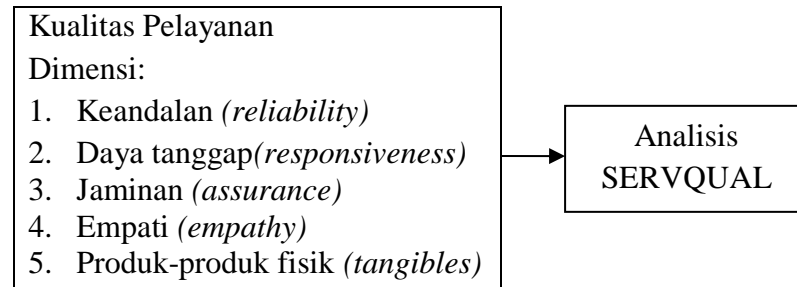 Kualitas Pelayanan
Dimensi:
1. Keandalan (reliability)
2. Daya tanggap(responsiveness)
3. Jaminan (assurance)
4. Empati (empathy)
5. Produk-produk fisik (tangibles)
Analisis
SERVQUAL